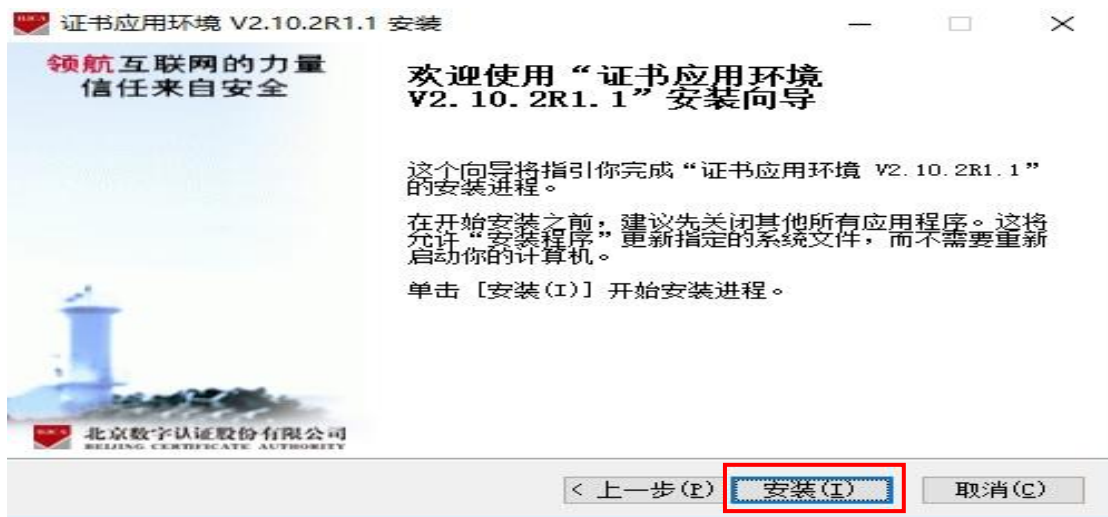 证书应用环境 V2.10.2R1.1 安装
领航互联网的力量
信任来自安全
欢迎使用“证书应用环境
V2.10.2R1.1”安装向导
这个向导将指引你完成“证书应用环境 V2.10.2R1.1”
的安装进程。
在开始安装之前，建议先关闭其他所有应用程序。这将
允许“安装程序”更新指定的系统文件，而不需要重新
启动你的计算机。
单击 [安装(I)] 开始安装进程。
BJCA
北京数字认证股份有限公司
BEIJING CERTIFICATE AUTHORITY
< 上一步(P)
安装(I)
取消(C)